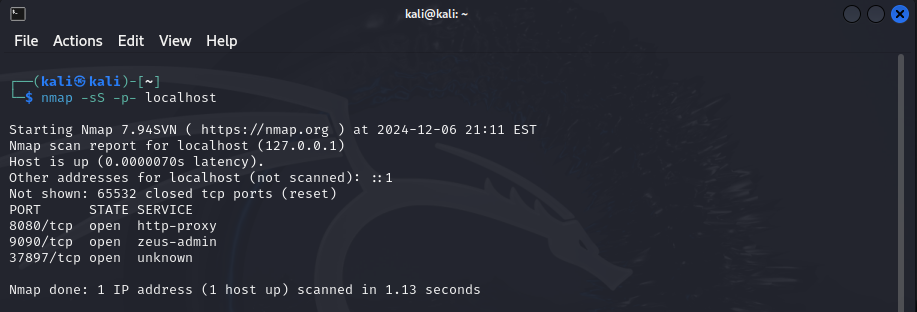 kali@kali: ~
File Actions Edit View Help
┌──(kali㉿kali)-[~]
└─$ nmap -sS -p- localhost
Starting Nmap 7.94SVN ( https://nmap.org ) at 2024-12-06 21:11 EST
Nmap scan report for localhost (127.0.0.1)
Host is up (0.0000070s latency).
Other addresses for localhost (not scanned): ::1
Not shown: 65532 closed tcp ports (reset)
PORT      STATE SERVICE
8080/tcp  open  http-proxy
9090/tcp  open  zeus-admin
37897/tcp open  unknown
Nmap done: 1 IP address (1 host up) scanned in 1.13 seconds